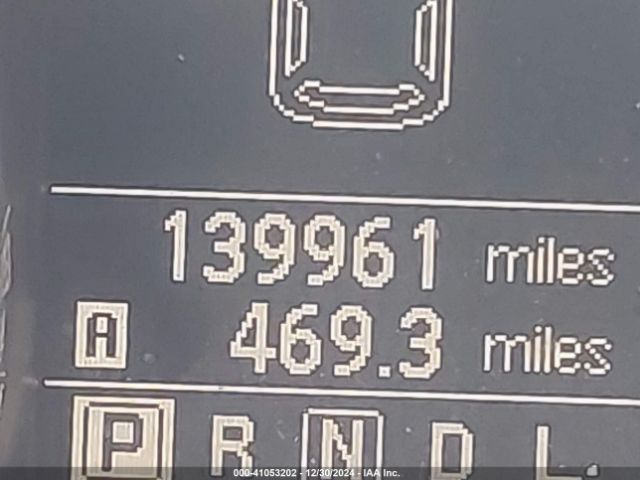 139961 miles
A 469.3 miles
P R N D L
000-41053202 - 12/30/2024 - IAA Inc.